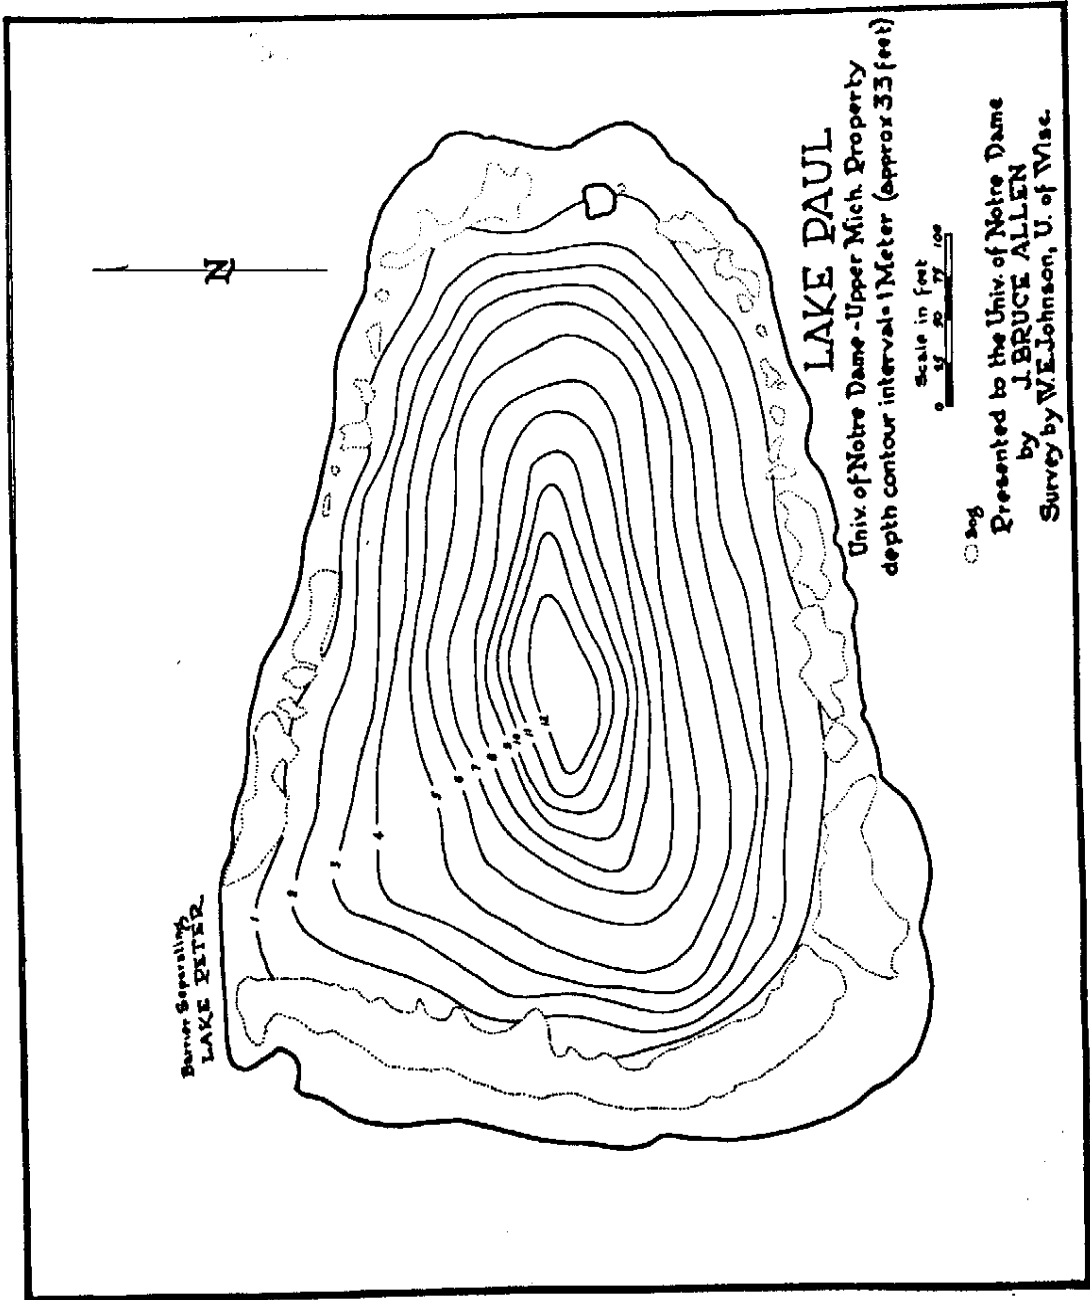 N
Barrier Separating
LAKE PETER
1
2
3
4
5
6
7
8
9
10
11
12
LAKE PAUL
Univ. of Notre Dame - Upper Mich. Property
depth contour interval = 1 Meter (approx 3.3 feet)
Scale in feet
0 25 50 75 100
Bog
Presented to the Univ. of Notre Dame
by J. BRUCE ALLEN
Survey by W.E. Johnson, U. of Wisc.